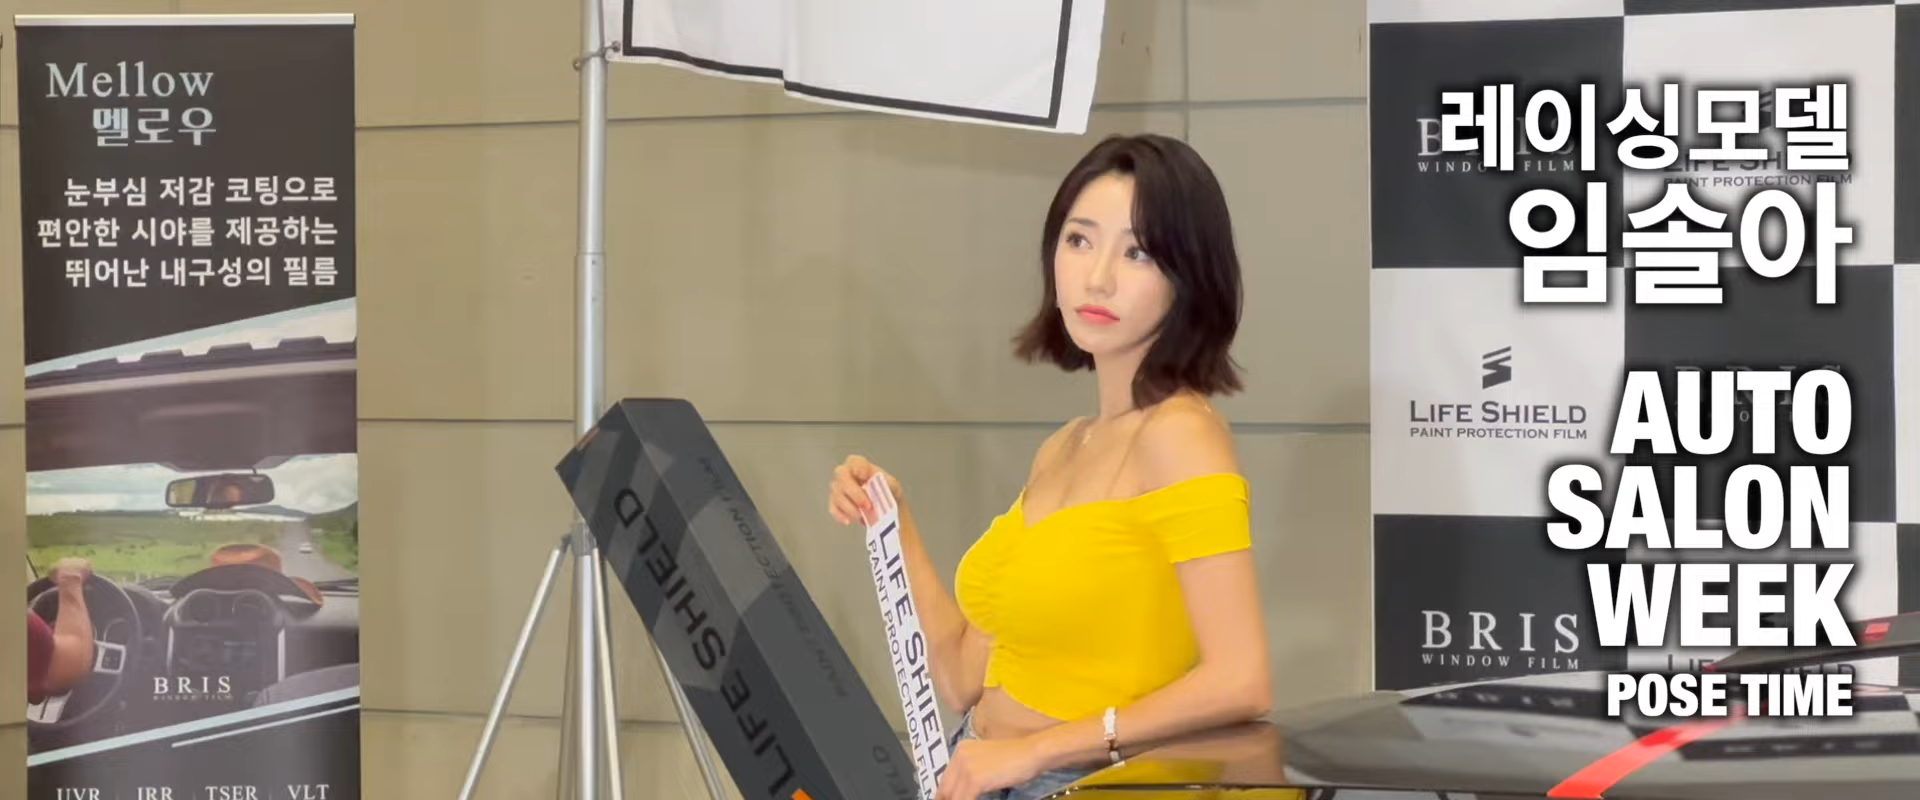 Mellow
멜로우
눈부심 저감 코팅으로
편안한 시야를 제공하는
뛰어난 내구성의 필름
BRIS
WINDOW FILM
UVR IRR TSER VLT
LIFE SHIELD
PAINT PROTECTION FILM
LIFE SHIELD
PAINT PROTECTION FILM
레이싱모델
임솔아
WINDOW FILM
PAINT PROTECTION FILM
LIFE SHIELD
PAINT PROTECTION FILM
AUTO
SALON
WEEK
BRIS
WINDOW FILM
POSE TIME